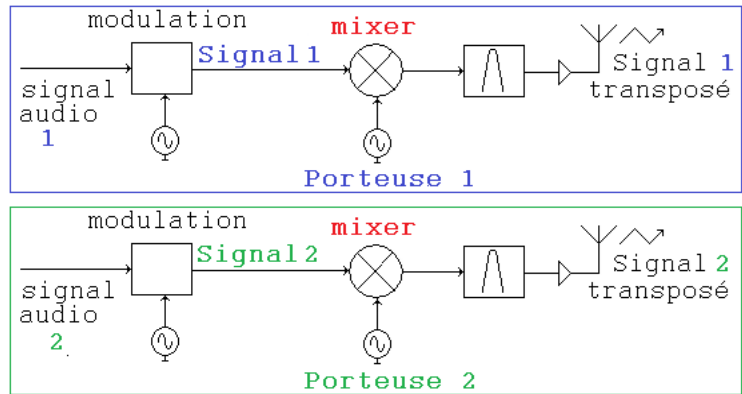 modulation
mixer
Signal 1
signal audio 1
Signal 1 transposé
Porteuse 1
modulation
mixer
Signal 2
signal audio 2
Signal 2 transposé
Porteuse 2